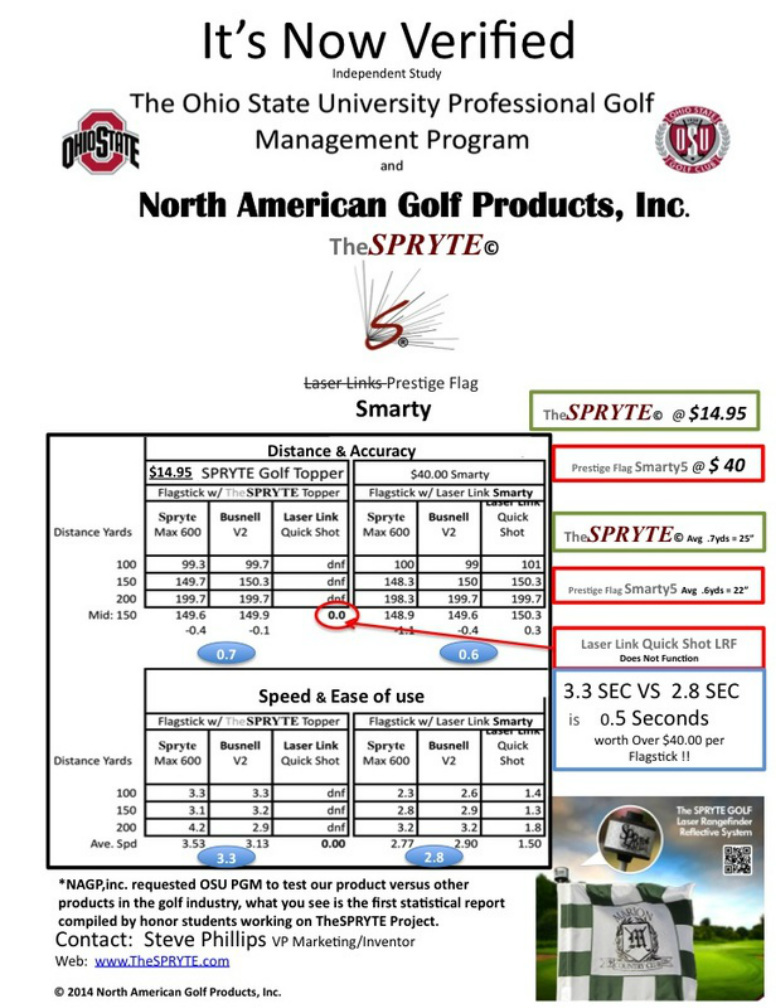 It's Now Verified
Independent Study
The Ohio State University Professional Golf
Management Program
and
OHIO STATE
OHIO STATE
OSU
GOLF CLUB
North American Golf Products, Inc.
TheSPRYTE©
S®
Laser Links Prestige Flag
Smarty
TheSPRYTE© @ $14.95
Prestige Flag Smarty5 @ $ 40
TheSPRYTE© Avg .7yds = 25”
Prestige Flag Smarty5 Avg .6yds = 22”
Laser Link Quick Shot LRF
Does Not Function
3.3 SEC VS 2.8 SEC
is 0.5 Seconds
worth Over $40.00 per
Flagstick !!
Distance & Accuracy
$14.95 SPRYTE Golf Topper $40.00 Smarty
Flagstick w/ TheSPRYTE Topper Flagstick w/ Laser Link Smarty
Spryte Busnell Laser Link Spryte Busnell Laser Link Quick
Distance Yards Max 600 V2 Quick Shot Max 600 V2 Shot
100 99.3 99.7 dnf 100 99 101
150 149.7 150.3 dnf 148.3 150 150.3
200 199.7 199.7 dnf 198.3 199.7 199.7
Mid: 150 149.6 149.9 0.0 148.9 149.6 150.3
-0.4 -0.1 -1.1 -0.4 0.3
0.7 0.6
Speed & Ease of use
Flagstick w/ TheSPRYTE Topper Flagstick w/ Laser Link Smarty
Spryte Busnell Laser Link Spryte Busnell Laser Link Quick
Distance Yards Max 600 V2 Quick Shot Max 600 V2 Shot
100 3.3 3.3 dnf 2.3 2.6 1.4
150 3.1 3.2 dnf 2.8 2.9 1.3
200 4.2 2.9 dnf 3.2 3.2 1.8
Ave. Spd 3.53 3.13 0.00 2.77 2.90 1.50
3.3 2.8
The SPRYTE GOLF
Laser Rangefinder
Reflective System
MARION
M
COUNTRY CLUB
*NAGP,inc. requested OSU PGM to test our product versus other
products in the golf industry, what you see is the first statistical report
compiled by honor students working on TheSPRYTE Project.
Contact: Steve Phillips VP Marketing/Inventor
Web: www.TheSPRYTE.com
© 2014 North American Golf Products, Inc.